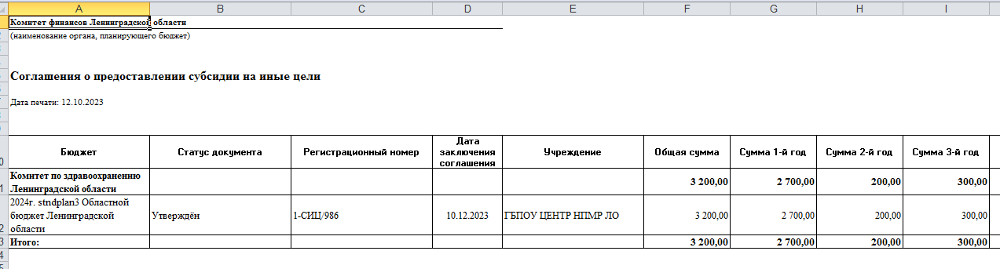 A B C D E F G H I
Комитет финансов Ленинградской области
(наименование органа, планирующего бюджет)
Соглашения о предоставлении субсидии на иные цели
Дата печати: 12.10.2023
Бюджет Статус документа Регистрационный номер Дата заключения соглашения Учреждение Общая сумма Сумма 1-й год Сумма 2-й год Сумма 3-й год
Комитет по здравоохранению
Ленинградской области 3 200,00 2 700,00 200,00 300,00
2024г. stndplan3 Областной
бюджет Ленинградской Утверждён 1-СИЦ/986 10.12.2023 ГБПОУ ЦЕНТР НПМР ЛО 3 200,00 2 700,00 200,00 300,00
области
Итого: 3 200,00 2 700,00 200,00 300,00